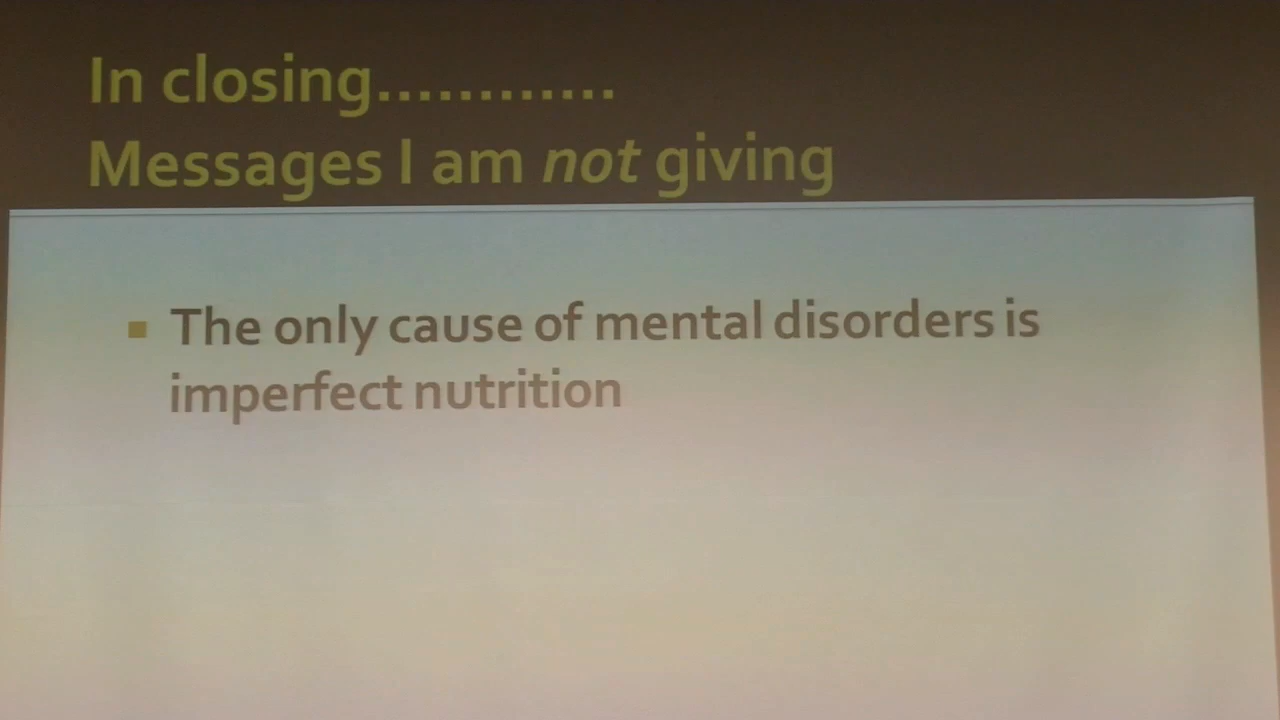 In closing............
Messages I am not giving
The only cause of mental disorders is
imperfect nutrition